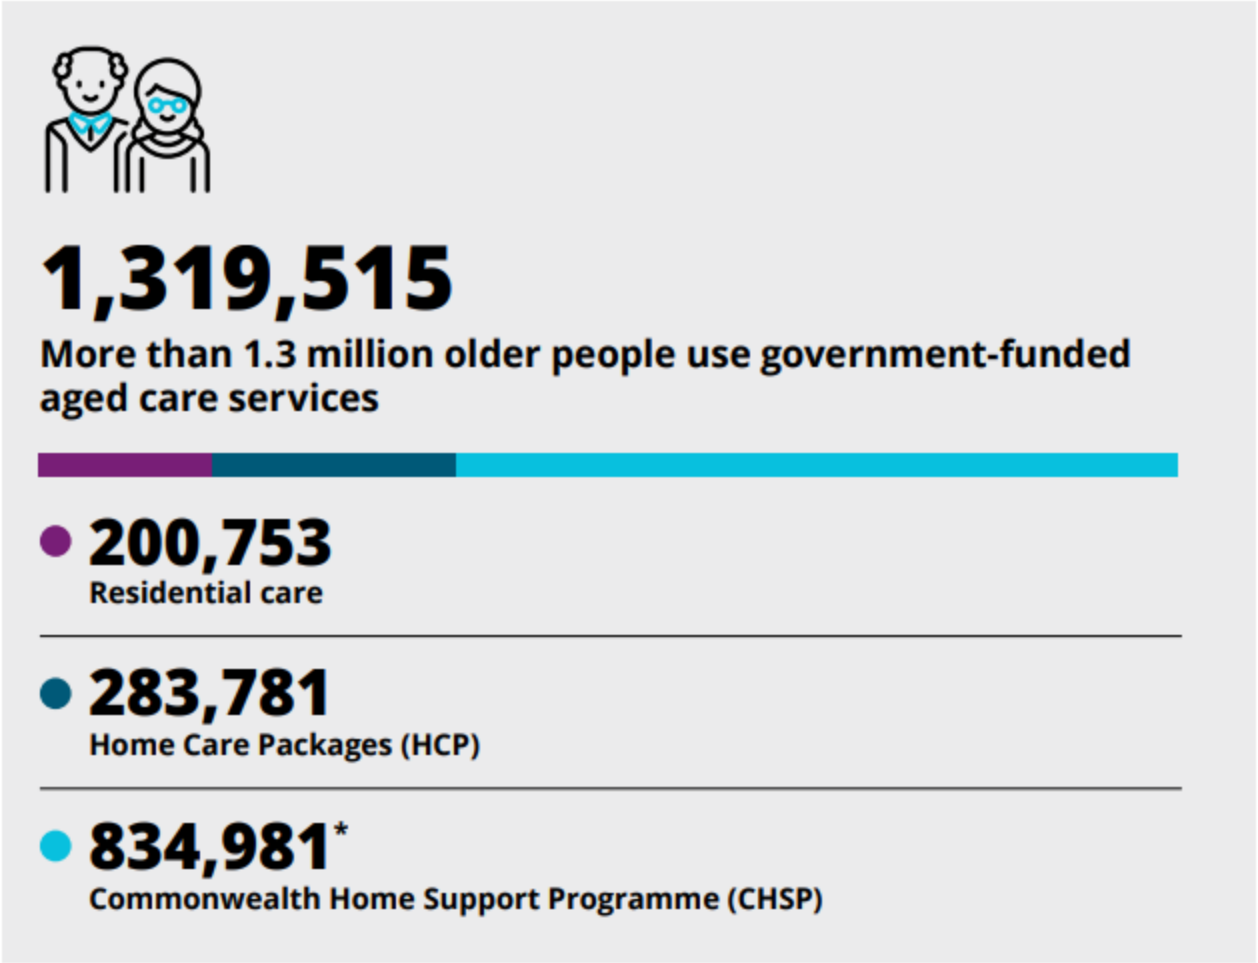 1,319,515
More than 1.3 million older people use government-funded
aged care services
200,753
Residential care
283,781
Home Care Packages (HCP)
834,981*
Commonwealth Home Support Programme (CHSP)